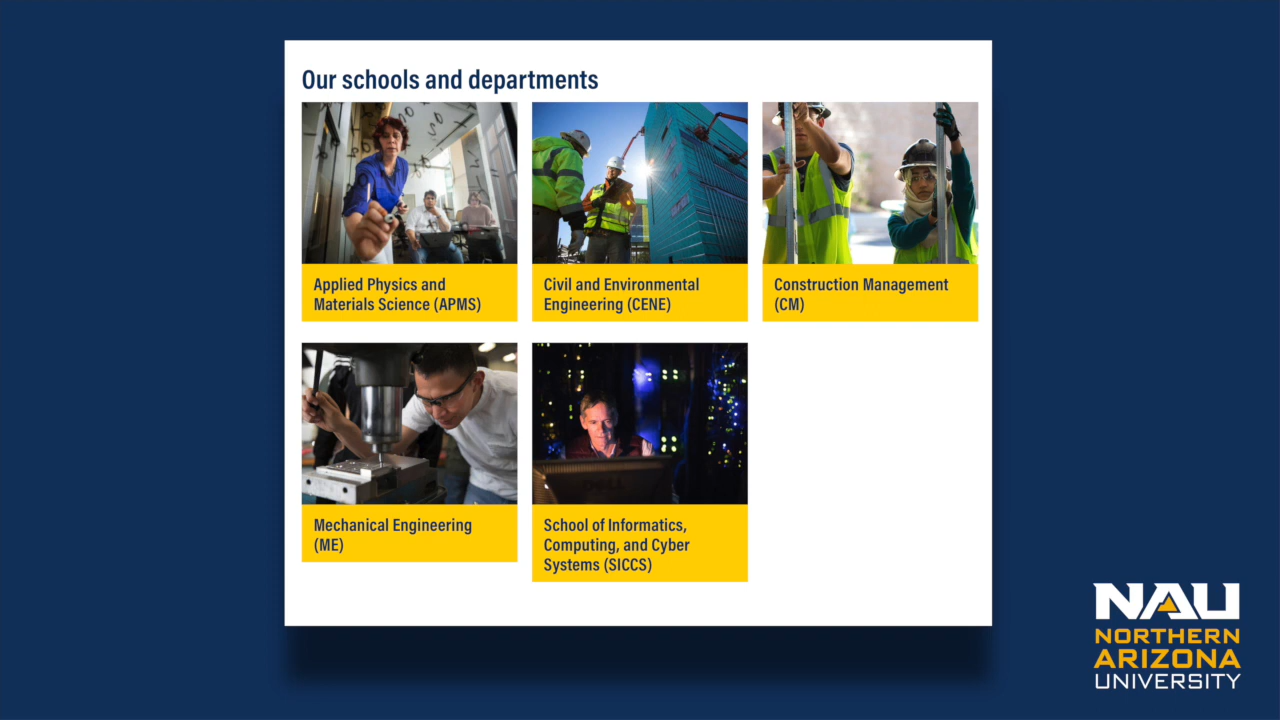 Our schools and departments
Applied Physics and
Materials Science (APMS)
Civil and Environmental
Engineering (CENE)
Construction Management
(CM)
Mechanical Engineering
(ME)
School of Informatics,
Computing, and Cyber
Systems (SICCS)
DELL
NAU
NORTHERN
ARIZONA
UNIVERSITY